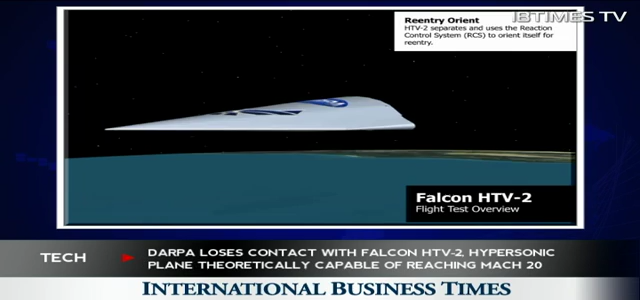 IBTIMES TV
Reentry Orient
HTV-2 separates and uses the Reaction
Control System (RCS) to orient itself for
reentry.
Falcon HTV-2
Flight Test Overview
TECH
DARPA LOSES CONTACT WITH FALCON HTV-2, HYPERSONIC
PLANE THEORETICALLY CAPABLE OF REACHING MACH 20
INTERNATIONAL BUSINESS TIMES